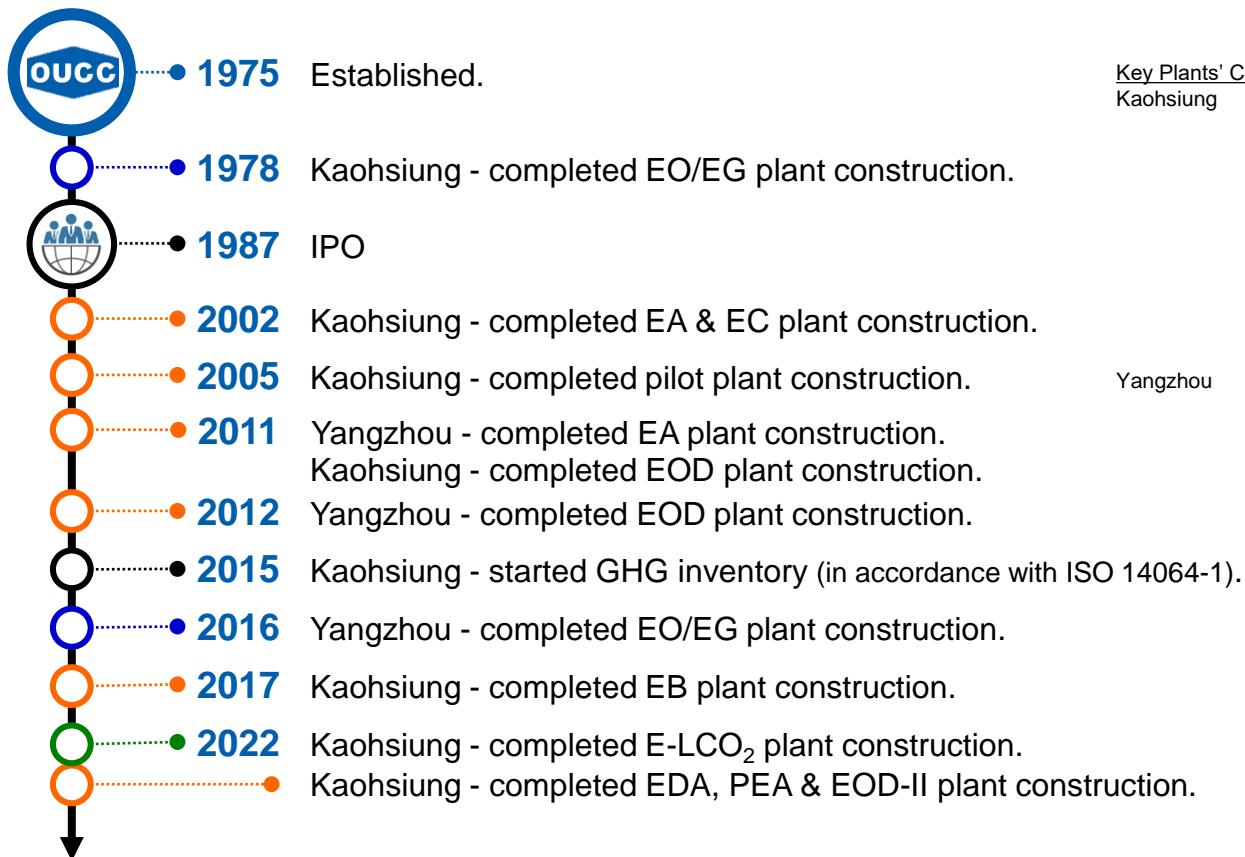 OUCC
1975 Established.
Key Plants' C
Kaohsiung
1978 Kaohsiung - completed EO/EG plant construction.
1987 IPO
2002 Kaohsiung - completed EA & EC plant construction.
2005 Kaohsiung - completed pilot plant construction.
Yangzhou
2011 Yangzhou - completed EA plant construction.
Kaohsiung - completed EOD plant construction.
2012 Yangzhou - completed EOD plant construction.
2015 Kaohsiung - started GHG inventory (in accordance with ISO 14064-1).
2016 Yangzhou - completed EO/EG plant construction.
2017 Kaohsiung - completed EB plant construction.
2022 Kaohsiung - completed E-LCO₂ plant construction.
Kaohsiung - completed EDA, PEA & EOD-II plant construction.